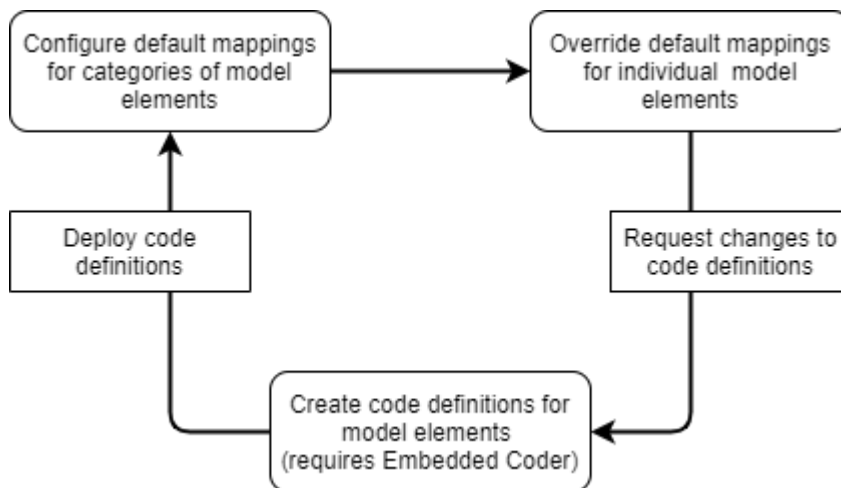 Configure default mappings
for categories of model
elements
Override default mappings
for individual model
elements
Deploy code
definitions
Request changes to
code definitions
Create code definitions for
model elements
(requires Embedded Coder)